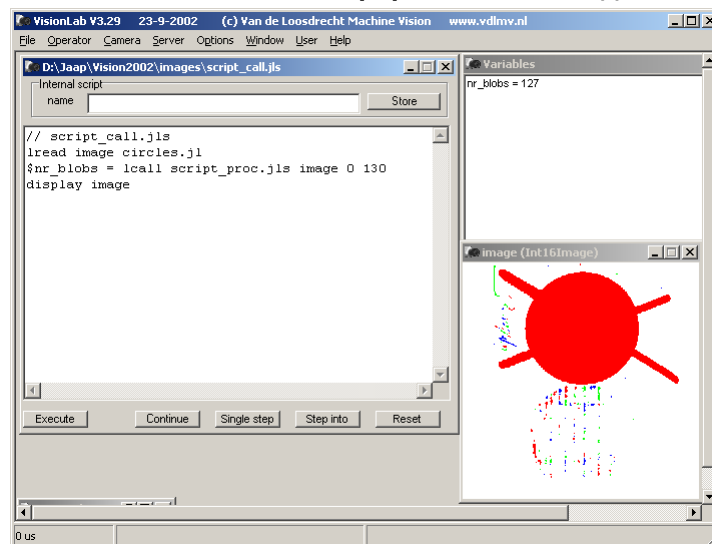 VisionLab V3.29 23-9-2002 (c) Van de Loosdrecht Machine Vision www.vdlmv.nl
File Operator Camera Server Options Window User Help
D:\Jaap\Vision2002\images\script_call.jls
Internal script
name Store
// script_call.jls
lread image circles.jl
$nr_blobs = lcall script_proc.jls image 0 130
display image
Execute Continue Single step Step into Reset
Variables
nr_blobs = 127
image (Int16Image)
0 us